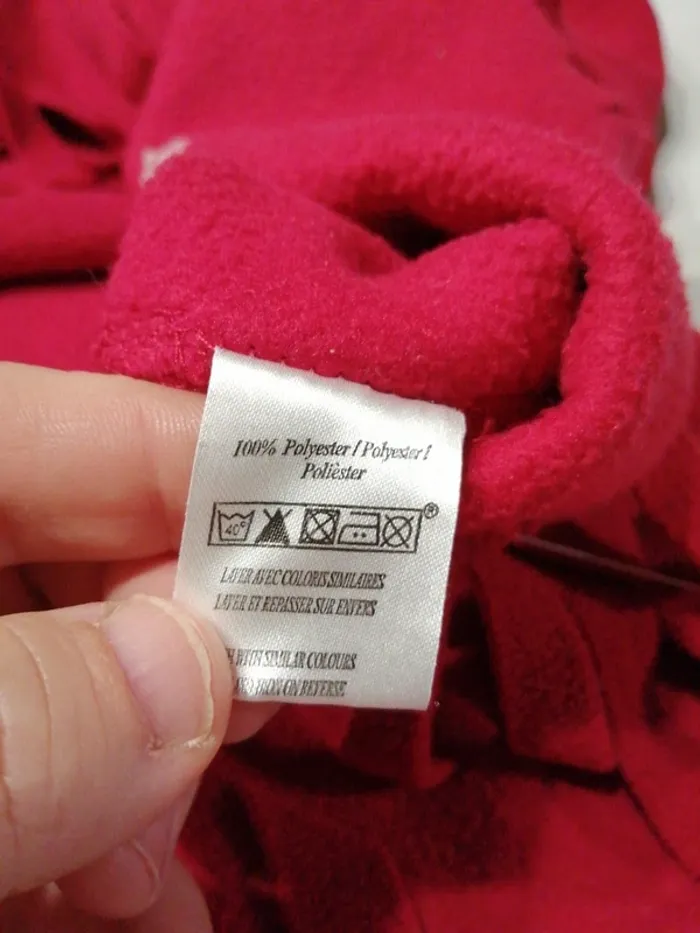 100% Polyester / Polyester /
Polièster
40°
®
LAVER AVEC COLORIS SIMILAIRES
LAVER ET REPASSER SUR ENVERS
WITH SIMILAR COLOURS
IRON ON REVERSE